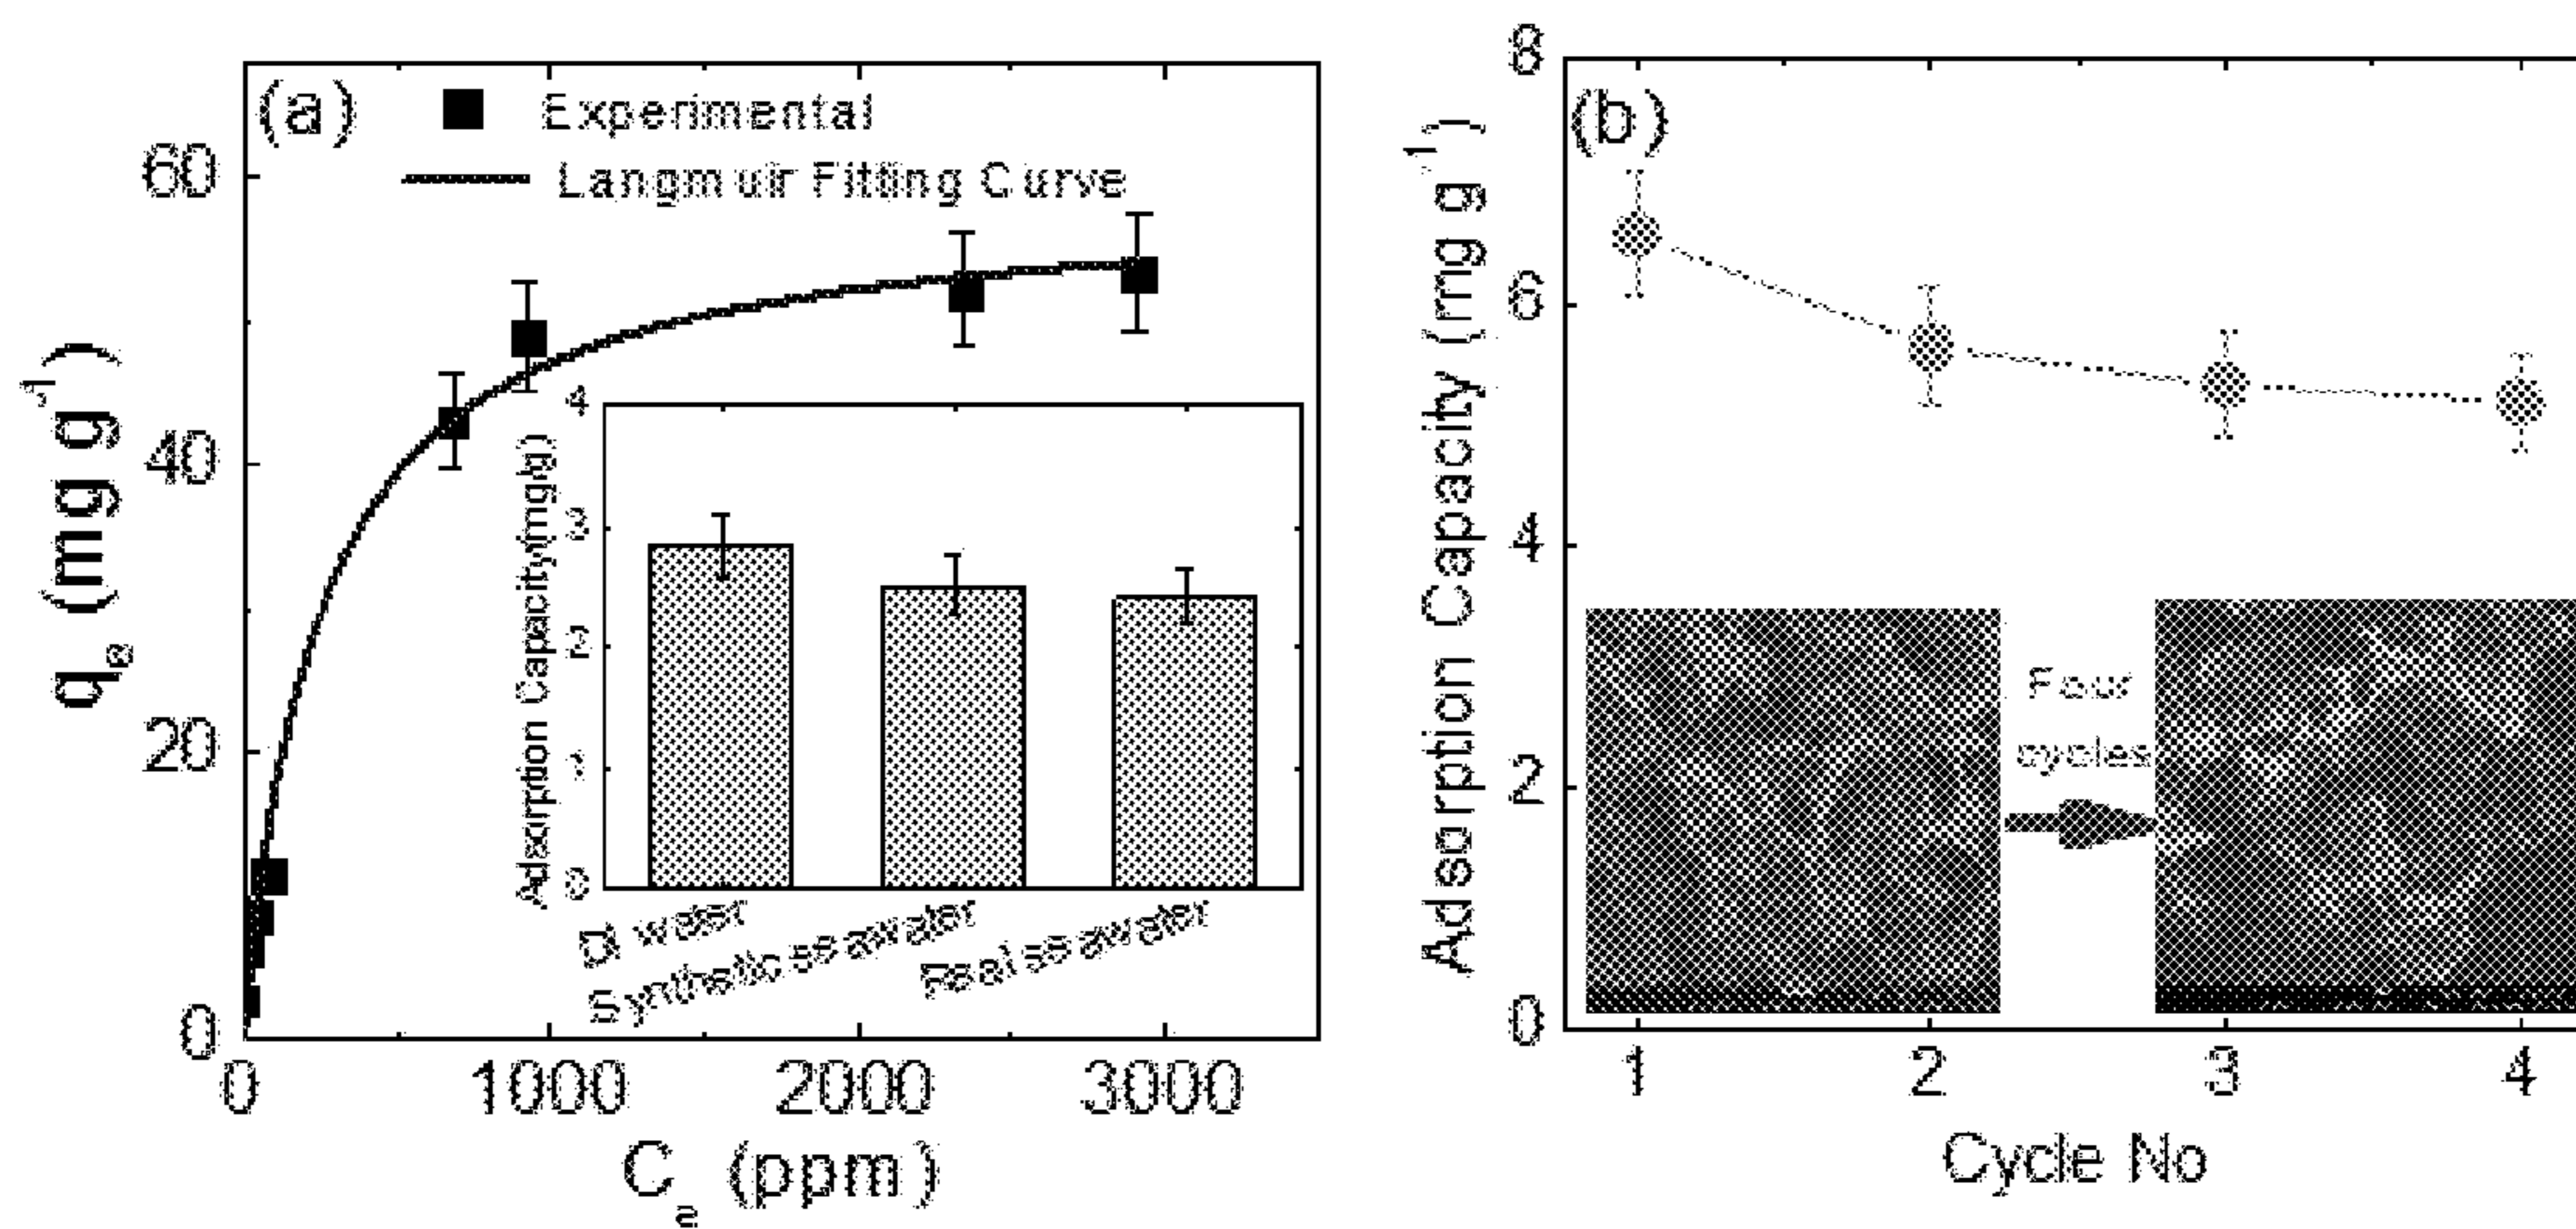 (a)
Experimental
Langmuir Fitting Curve
q_e (mg g^-1)
60
40
20
0
0 1000 2000 3000
C_e (ppm)
Adsorption Capacity(mg/g)
4
3
2
1
0
DI water
Synthetic seawater
Real seawater
(b)
Adsorption Capacity (mg g^-1)
8
6
4
2
0
Four
cycles
1 2 3 4
Cycle No